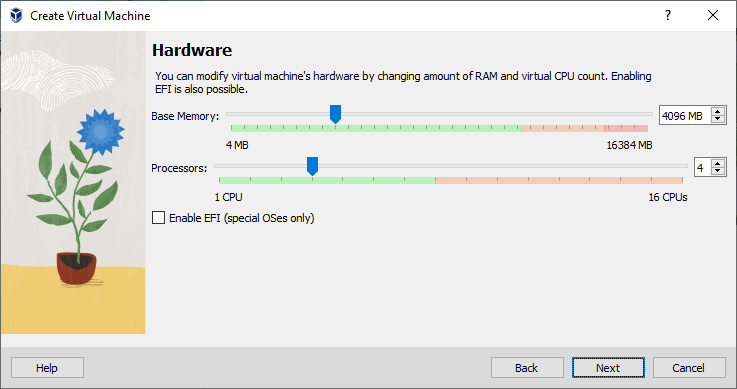 Create Virtual Machine
?
Hardware
You can modify virtual machine's hardware by changing amount of RAM and virtual CPU count. Enabling
EFI is also possible.
Base Memory: 4096 MB
4 MB 16384 MB
Processors: 4
1 CPU 16 CPUs
Enable EFI (special OSes only)
Help Back Next Cancel